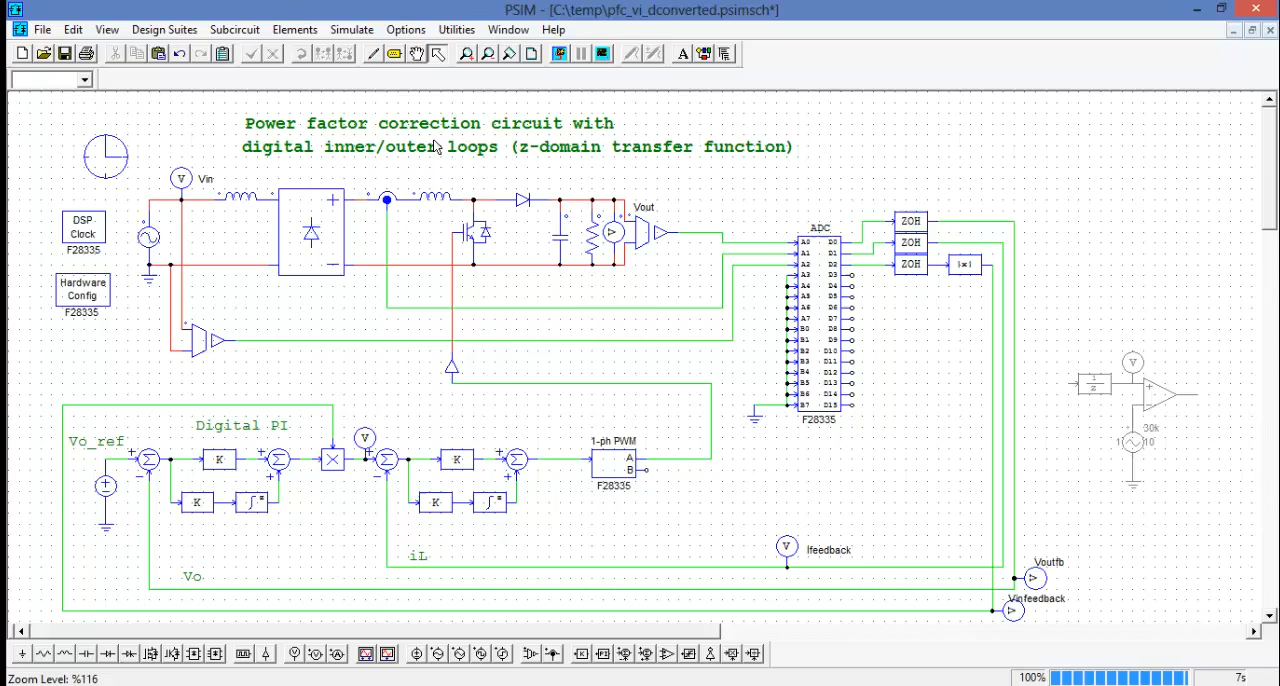 PSIM - [C:\temp\pfc_vi_dconverted.psimsch*]
File Edit View Design Suites Subcircuit Elements Simulate Options Utilities Window Help
Power factor correction circuit with
digital inner/outer loops (z-domain transfer function)
V Vin
DSP
Clock
F28335
Hardware
Config
F28335
Vout
ADC
A0 D0
A1 D1
A2 D2
A3 D3
A4 D4
A5 D5
A6 D6
A7 D7
B0 D8
B1 D9
B2 D10
B3 D11
B4 D12
B5 D13
B6 D14
B7 D15
F28335
ZOH
ZOH
ZOH |x|
V
1
z
30k
1 10
Digital PI
Vo_ref
V
K
K
K
K
1-ph PWM
A
B
F28335
iL
Vo
V Ifeedback
Voutfb
Vinfeedback
Zoom Level: %116
100%
7s